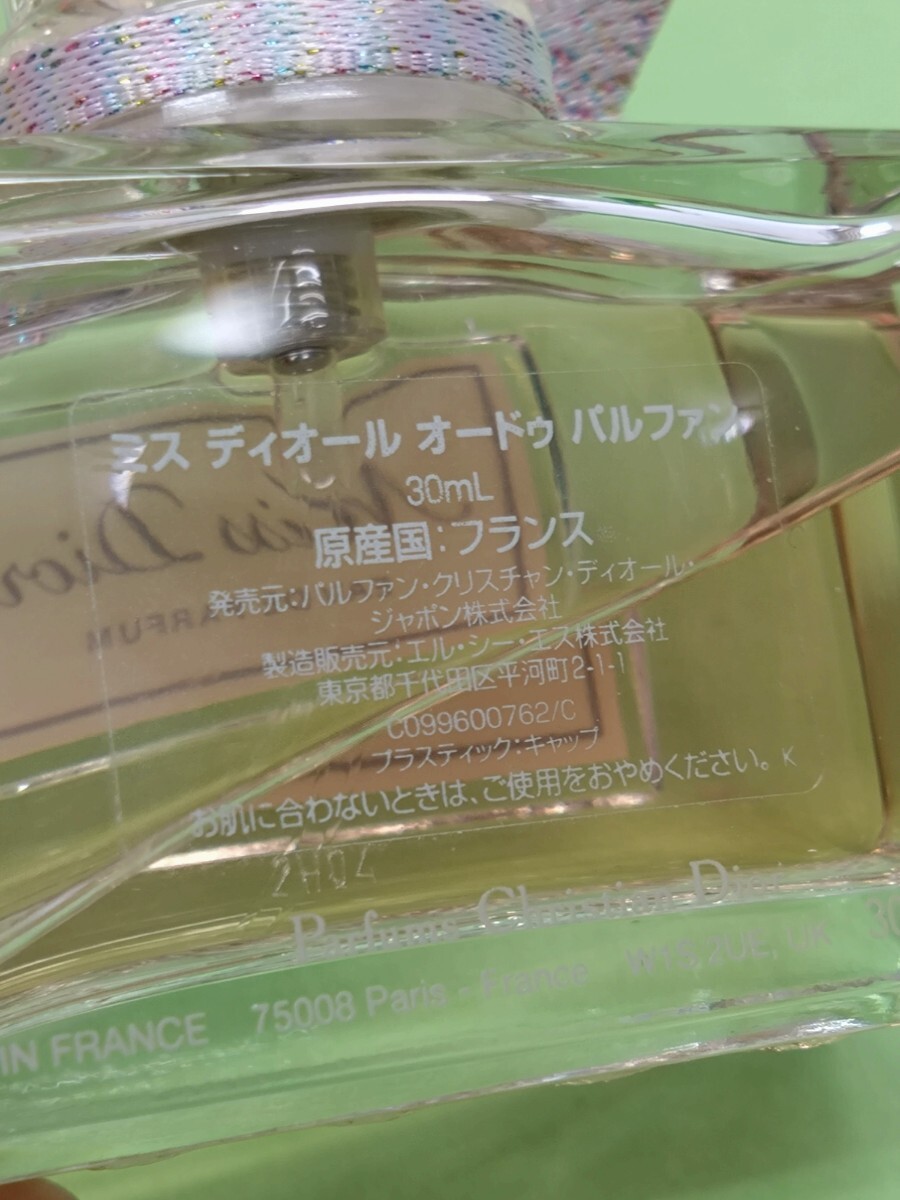 ミス ディオール オードゥ パルファン
30mL
原産国:フランス
発売元:パルファン・クリスチャン・ディオール・
ジャポン株式会社
製造販売元:エル・シー・エス株式会社
東京都千代田区平河町2-1-1
C099600762/C
プラスティック:キャップ
お肌に合わないときは、ご使用をおやめください。 K
Miss Dior
PARFUM
2H04
Parfums Christian Dior
IN FRANCE 75008 Paris - France W1S 2UE, UK 30